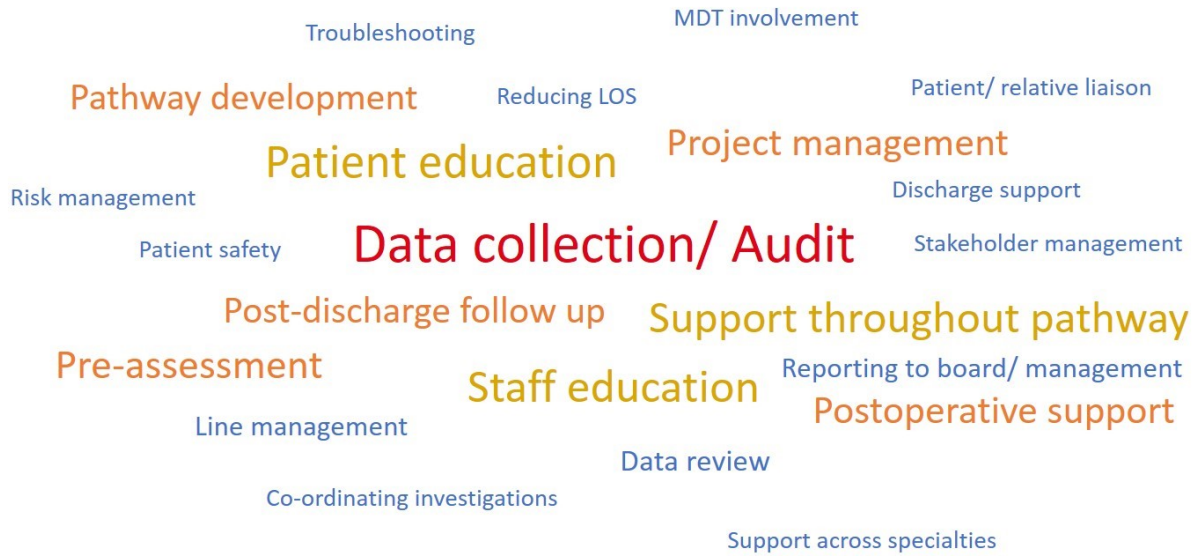 MDT involvement
Troubleshooting
Patient/ relative liaison
Pathway development
Reducing LOS
Project management
Patient education
Discharge support
Risk management
Data collection/ Audit
Stakeholder management
Patient safety
Post-discharge follow up
Support throughout pathway
Pre-assessment
Reporting to board/ management
Staff education
Postoperative support
Line management
Data review
Co-ordinating investigations
Support across specialties